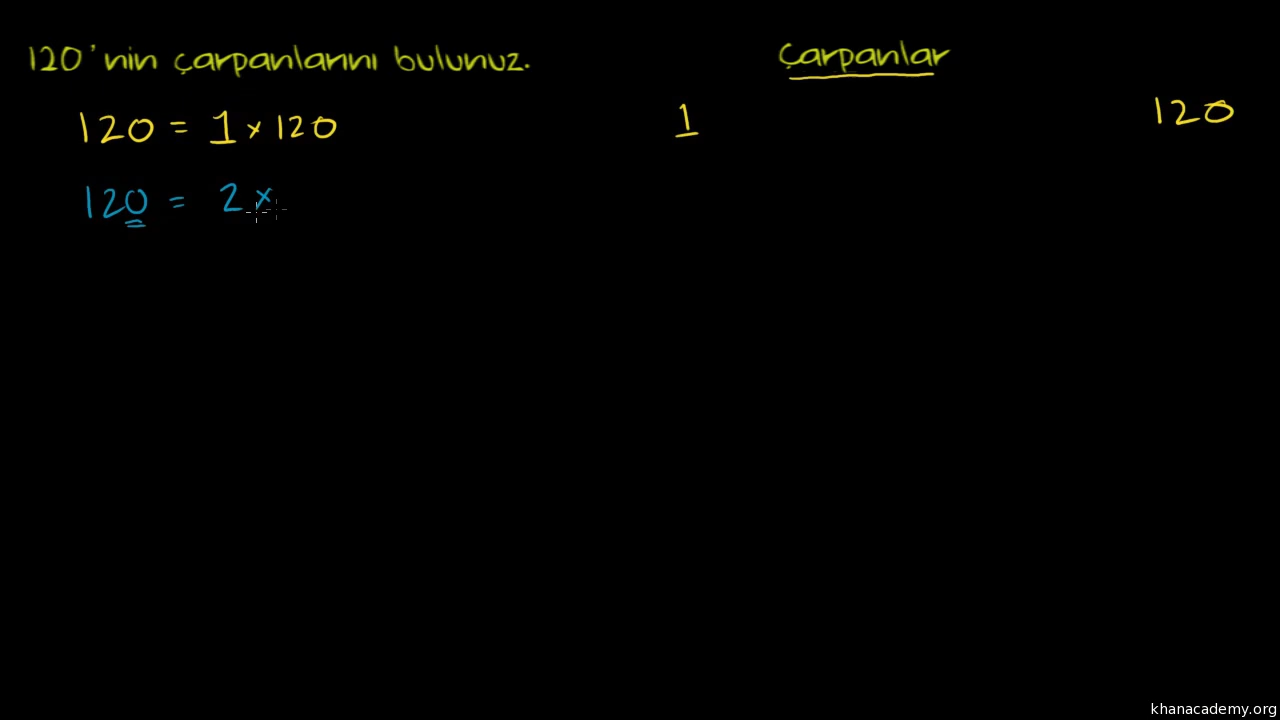 120'nin çarpanlarını bulunuz.
Çarpanlar
120 = 1 x 120
1
120
120 = 2 x
khanacademy.org